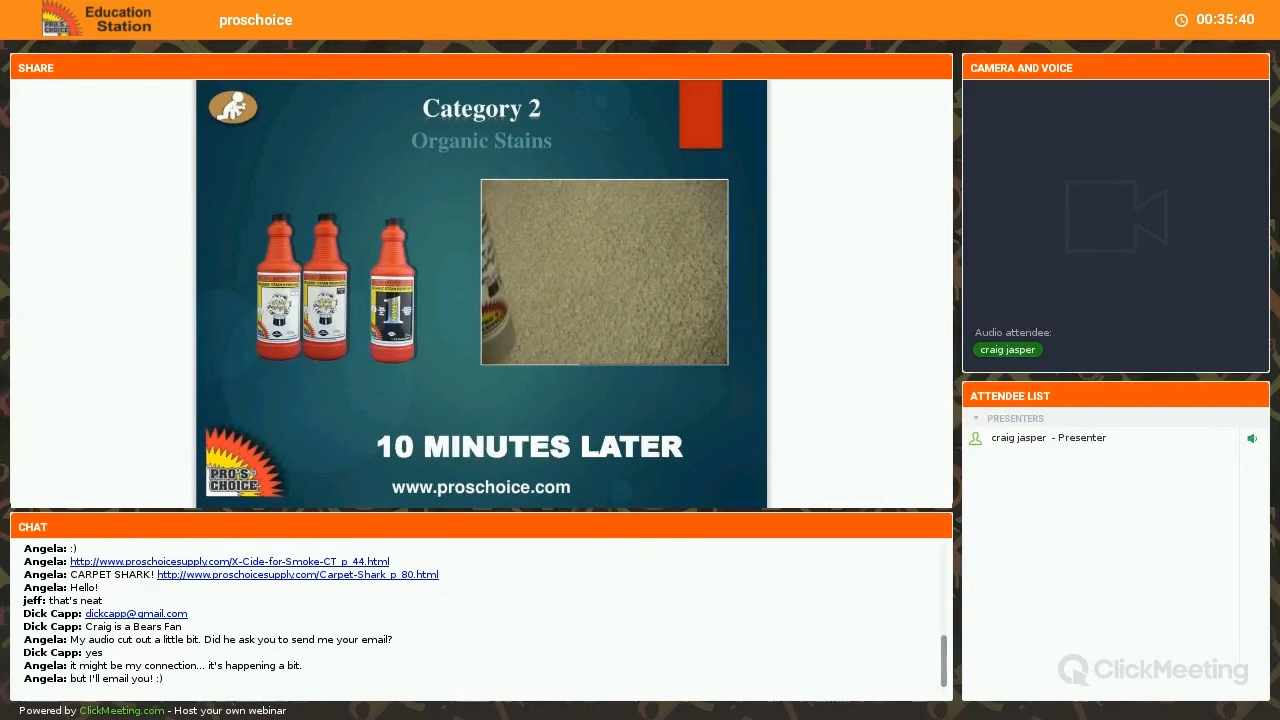 PRO'S CHOICE
Education Station
proschoice
00:35:40
SHARE
Category 2
Organic Stains
1
10 MINUTES LATER
PRO'S CHOICE
www.proschoice.com
CAMERA AND VOICE
Audio attendee:
craig jasper
ATTENDEE LIST
PRESENTERS
craig jasper - Presenter
ClickMeeting
CHAT
Angela: :)
Angela: http://www.proschoicesupply.com/X-Cide-for-Smoke-CT_p_44.html
Angela: CARPET SHARK! http://www.proschoicesupply.com/Carpet-Shark_p_80.html
Angela: Hello!
jeff: that's neat
Dick Capp: dickcapp@gmail.com
Dick Capp: Craig is a Bears Fan
Angela: My audio cut out a little bit. Did he ask you to send me your email?
Dick Capp: yes
Angela: it might be my connection... it's happening a bit.
Angela: but I'll email you! :)
Powered by ClickMeeting.com - Host your own webinar